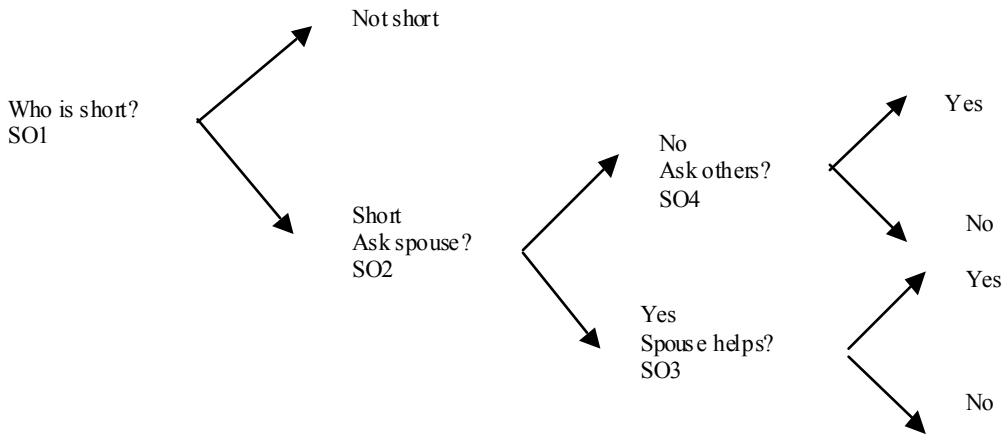 Not short
Who is short?
SO1
Short
Ask spouse?
SO2
No
Ask others?
SO4
Yes
Spouse helps?
SO3
Yes
No
Yes
No